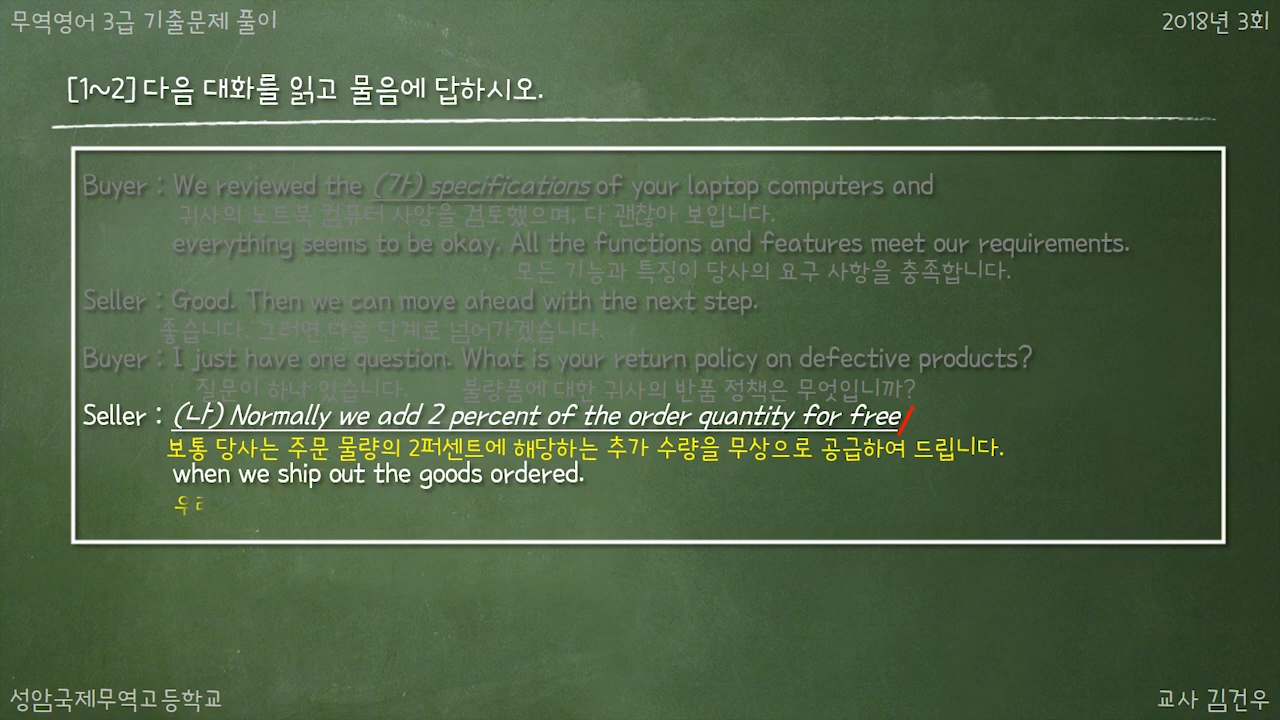 무역영어 3급 기출문제 풀이
2018년 3회
[1~2] 다음 대화를 읽고 물음에 답하시오.
Buyer : We reviewed the (가) specifications of your laptop computers and
귀사의 노트북 컴퓨터 사양을 검토했으며, 다 괜찮아 보입니다.
everything seems to be okay. All the functions and features meet our requirements.
모든 기능과 특징이 당사의 요구 사항을 충족합니다.
Seller : Good. Then we can move ahead with the next step.
좋습니다. 그러면 다음 단계로 넘어가겠습니다.
Buyer : I just have one question. What is your return policy on defective products?
질문이 하나 있습니다. 불량품에 대한 귀사의 반품 정책은 무엇입니까?
Seller : (나) Normally we add 2 percent of the order quantity for free
보통 당사는 주문 물량의 2퍼센트에 해당하는 추가 수량을 무상으로 공급하여 드립니다.
when we ship out the goods ordered.
우
성암국제무역고등학교
교사 김건우